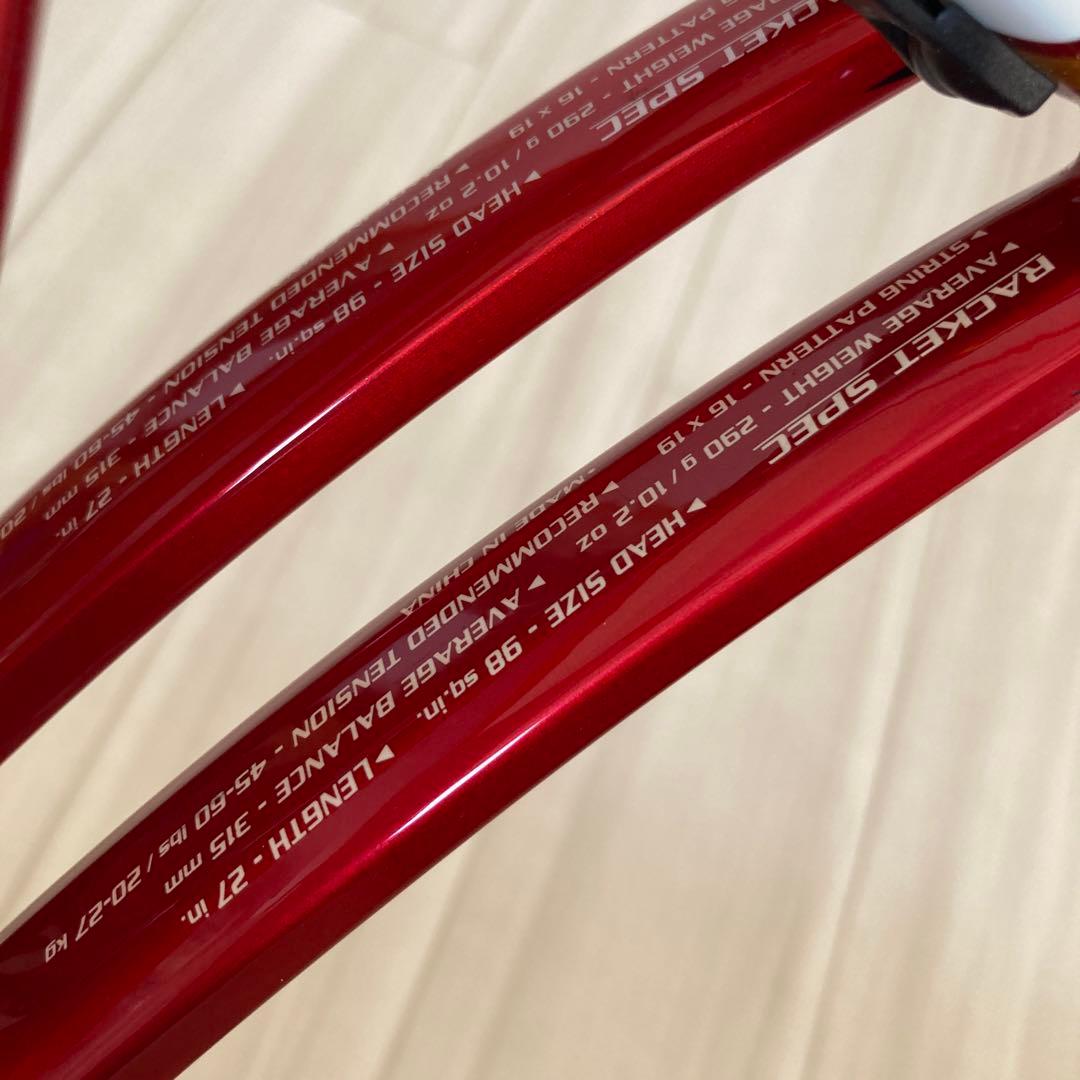 RACKET SPEC
▼HEAD SIZE - 98 sq.in.
▼LENGTH - 27 in.
▼AVERAGE WEIGHT - 290 g / 10.2 oz
▼AVERAGE BALANCE - 315 mm
▼STRING PATTERN - 16 x 19
▼RECOMMENDED TENSION - 45-60 lbs / 20-27 kg
- MADE IN CHINA
ACKET SPEC
▼HEAD SIZE - 98 sq.in.
▼LENGTH - 27 in.
RAGE WEIGHT - 290 g / 10.2 oz
▼AVERAGE BALANCE - 315 mm
NG PATTERN - 16 x 19
▼RECOMMENDED TENSION - 45-60 lbs / 20